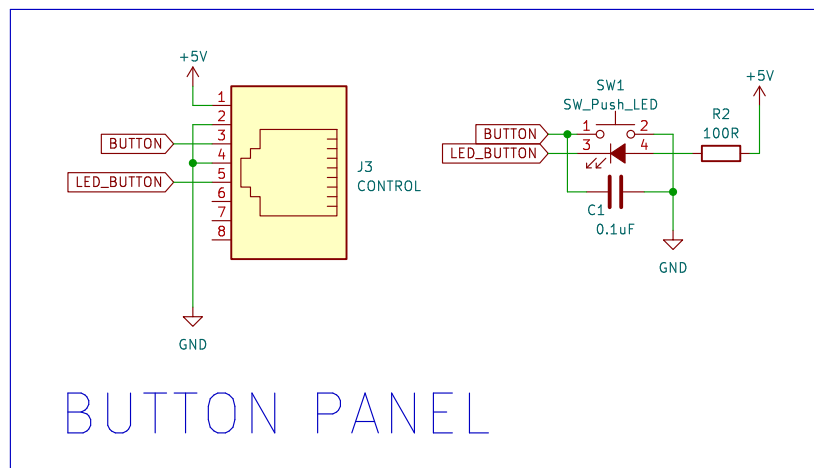 +5V
1
2
3
4
5
6
7
8
BUTTON
LED_BUTTON
J3
CONTROL
GND
SW1
SW_Push_LED
BUTTON
LED_BUTTON
1
2
3
4
C1
0.1uF
R2
100R
+5V
GND
BUTTON PANEL